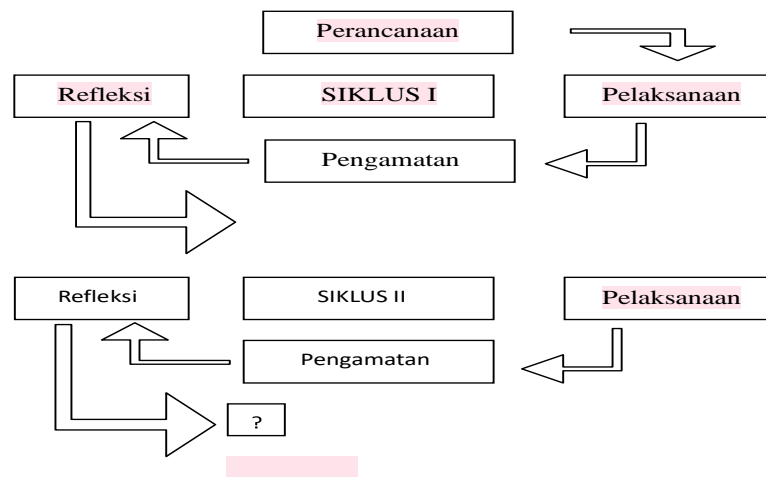 Perancanaan
Refleksi
SIKLUS I
Pelaksanaan
Pengamatan
Refleksi
SIKLUS II
Pelaksanaan
Pengamatan
?